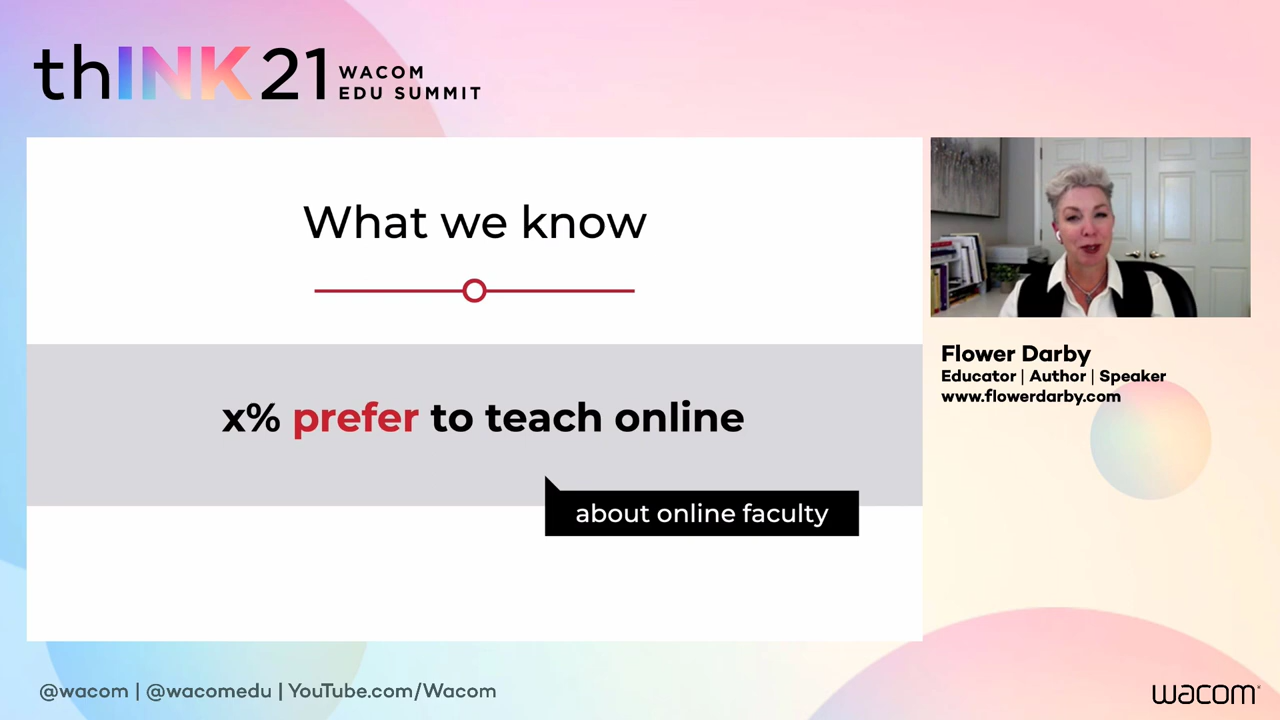 thINK21 WACOM
EDU SUMMIT
What we know
x% prefer to teach online
about online faculty
Flower Darby
Educator | Author | Speaker
www.flowerdarby.com
@wacom | @wacomedu | YouTube.com/Wacom
wacom